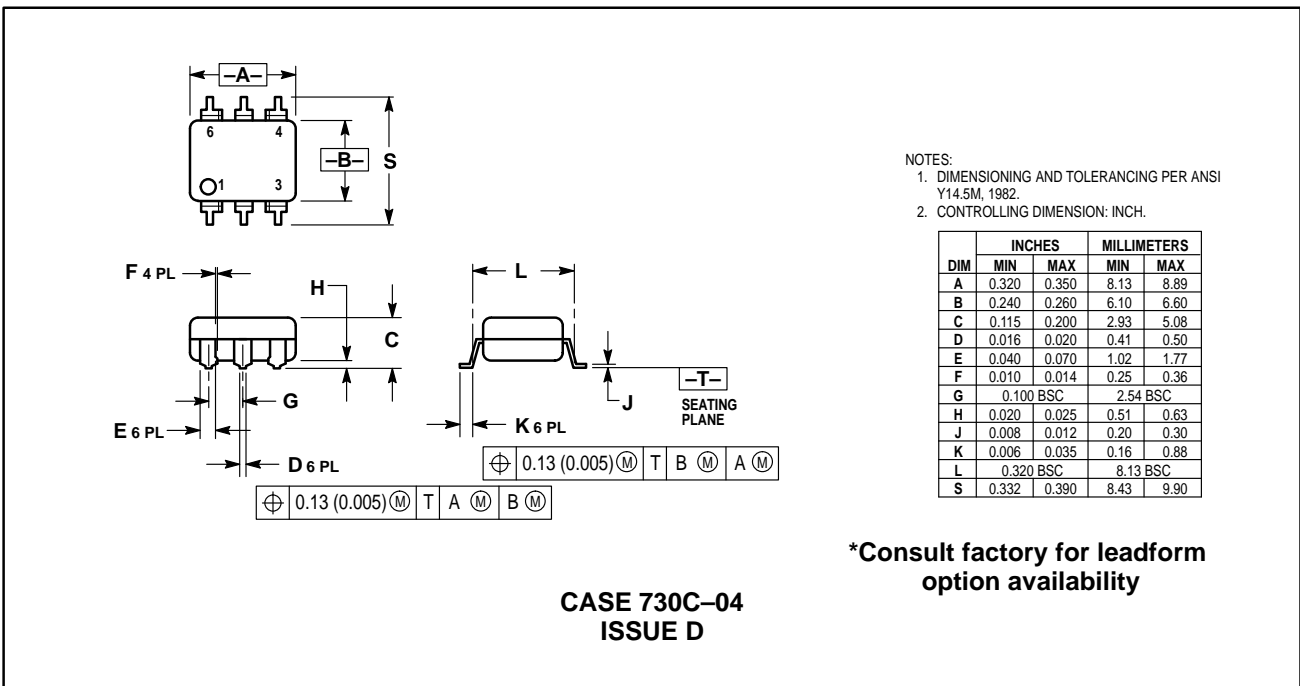 –A–
6 4
–B– S
1 3
F 4 PL
H
L
C
G
J
–T–
SEATING
PLANE
E 6 PL
K 6 PL
D 6 PL
⌖ 0.13 (0.005) Ⓜ T B Ⓜ A Ⓜ
⌖ 0.13 (0.005) Ⓜ T A Ⓜ B Ⓜ
NOTES:
1. DIMENSIONING AND TOLERANCING PER ANSI
Y14.5M, 1982.
2. CONTROLLING DIMENSION: INCH.
INCHES MILLIMETERS
DIM MIN MAX MIN MAX
A 0.320 0.350 8.13 8.89
B 0.240 0.260 6.10 6.60
C 0.115 0.200 2.93 5.08
D 0.016 0.020 0.41 0.50
E 0.040 0.070 1.02 1.77
F 0.010 0.014 0.25 0.36
G 0.100 BSC 2.54 BSC
H 0.020 0.025 0.51 0.63
J 0.008 0.012 0.20 0.30
K 0.006 0.035 0.16 0.88
L 0.320 BSC 8.13 BSC
S 0.332 0.390 8.43 9.90
*Consult factory for leadform
option availability
CASE 730C–04
ISSUE D